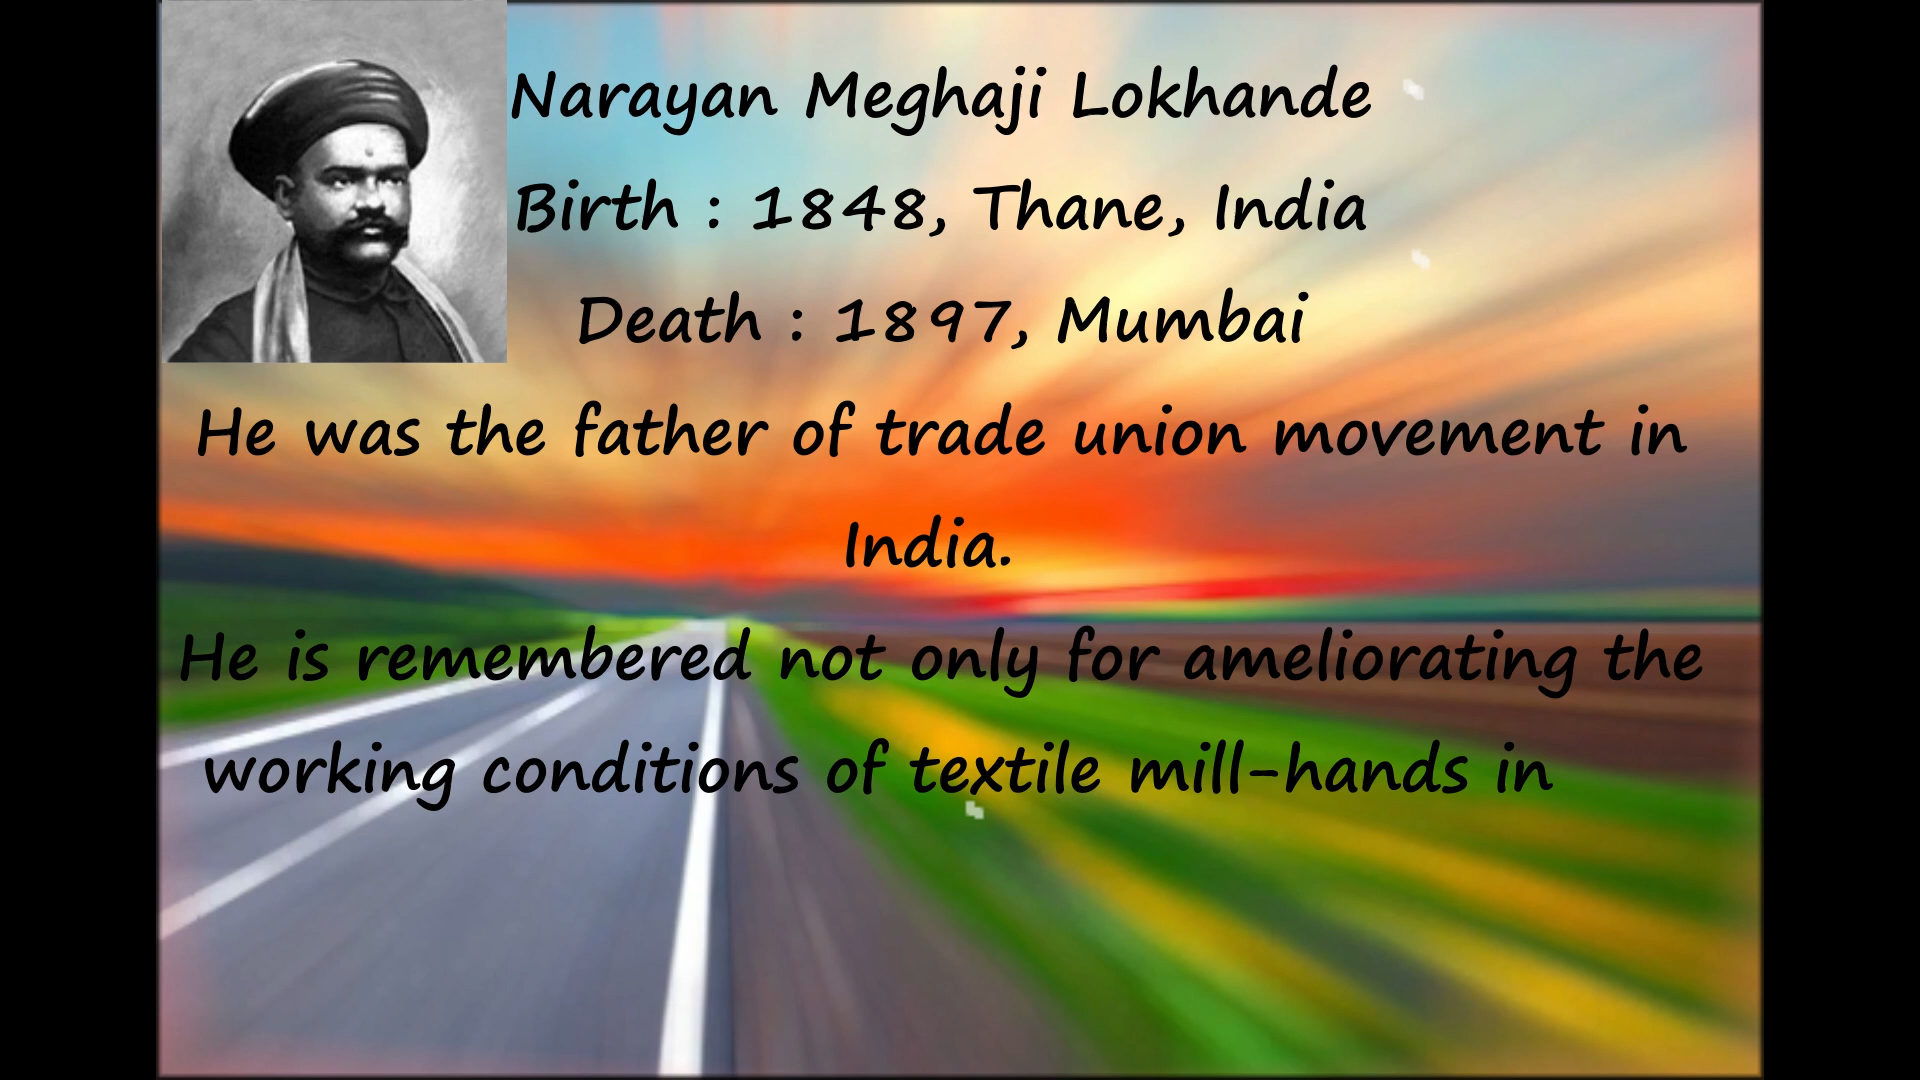 Narayan Meghaji Lokhande
Birth : 1848, Thane, India
Death : 1897, Mumbai
He was the father of trade union movement in
India.
He is remembered not only for ameliorating the
working conditions of textile mill-hands in